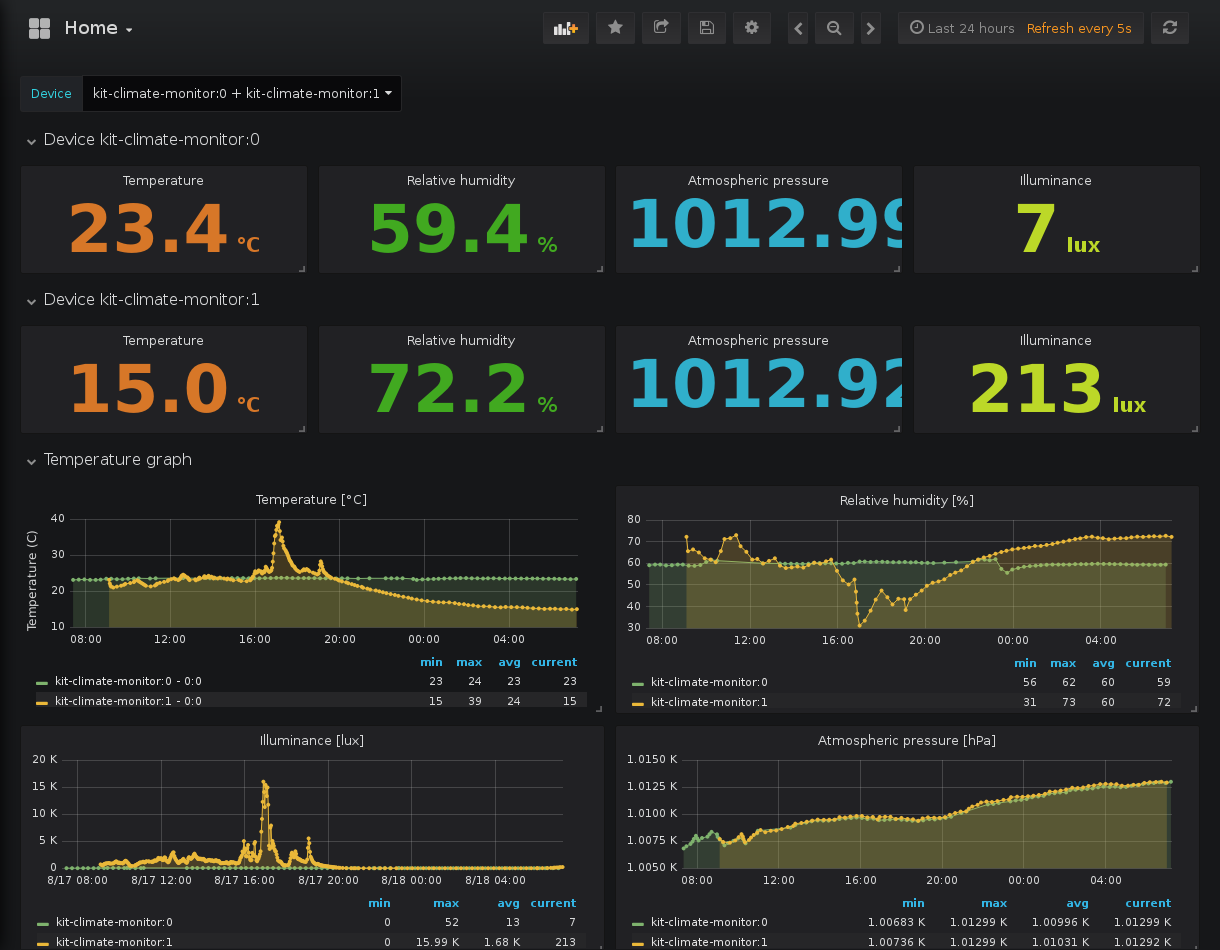 Home
Last 24 hours Refresh every 5s
Device kit-climate-monitor:0 + kit-climate-monitor:1
Device kit-climate-monitor:0
Temperature Relative humidity Atmospheric pressure Illuminance
23.4 °C 59.4 % 1012.99 7 lux
Device kit-climate-monitor:1
Temperature Relative humidity Atmospheric pressure Illuminance
15.0 °C 72.2 % 1012.92 213 lux
Temperature graph
Temperature [°C]
Temperature (C)
40
30
20
10
08:00 12:00 16:00 20:00 00:00 04:00
min max avg current
kit-climate-monitor:0 - 0:0 23 24 23 23
kit-climate-monitor:1 - 0:0 15 39 24 15
Relative humidity [%]
80
70
60
50
40
30
08:00 12:00 16:00 20:00 00:00 04:00
min max avg current
kit-climate-monitor:0 56 62 60 59
kit-climate-monitor:1 31 73 60 72
Illuminance [lux]
20 K
15 K
10 K
5 K
0
8/17 08:00 8/17 12:00 8/17 16:00 8/17 20:00 8/18 00:00 8/18 04:00
min max avg current
kit-climate-monitor:0 0 52 13 7
kit-climate-monitor:1 0 15.99 K 1.68 K 213
Atmospheric pressure [hPa]
1.0150 K
1.0125 K
1.0100 K
1.0075 K
1.0050 K
08:00 12:00 16:00 20:00 00:00 04:00
min max avg current
kit-climate-monitor:0 1.00683 K 1.01299 K 1.00996 K 1.01299 K
kit-climate-monitor:1 1.00736 K 1.01299 K 1.01031 K 1.01292 K